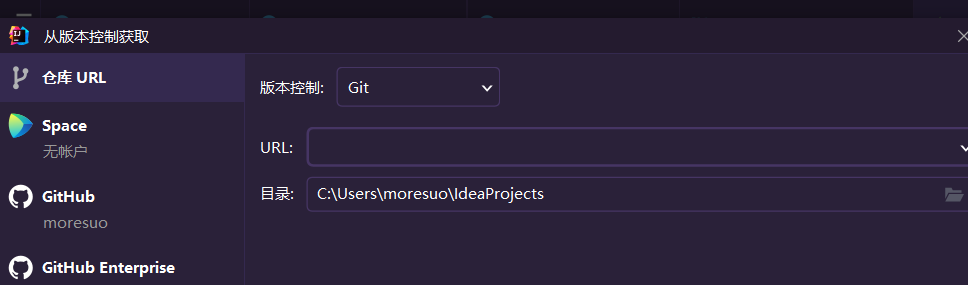 从版本控制获取
仓库 URL
版本控制: Git
Space
无帐户
URL:
GitHub
moresuo
目录: C:\Users\moresuo\IdeaProjects
GitHub Enterprise